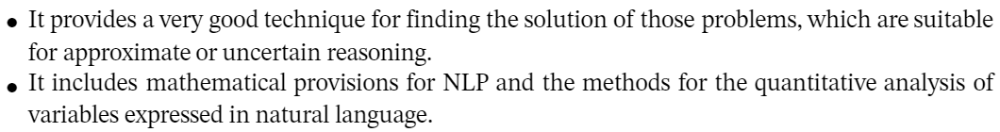 • It provides a very good technique for finding the solution of those problems, which are suitable
for approximate or uncertain reasoning.
• It includes mathematical provisions for NLP and the methods for the quantitative analysis of
variables expressed in natural language.